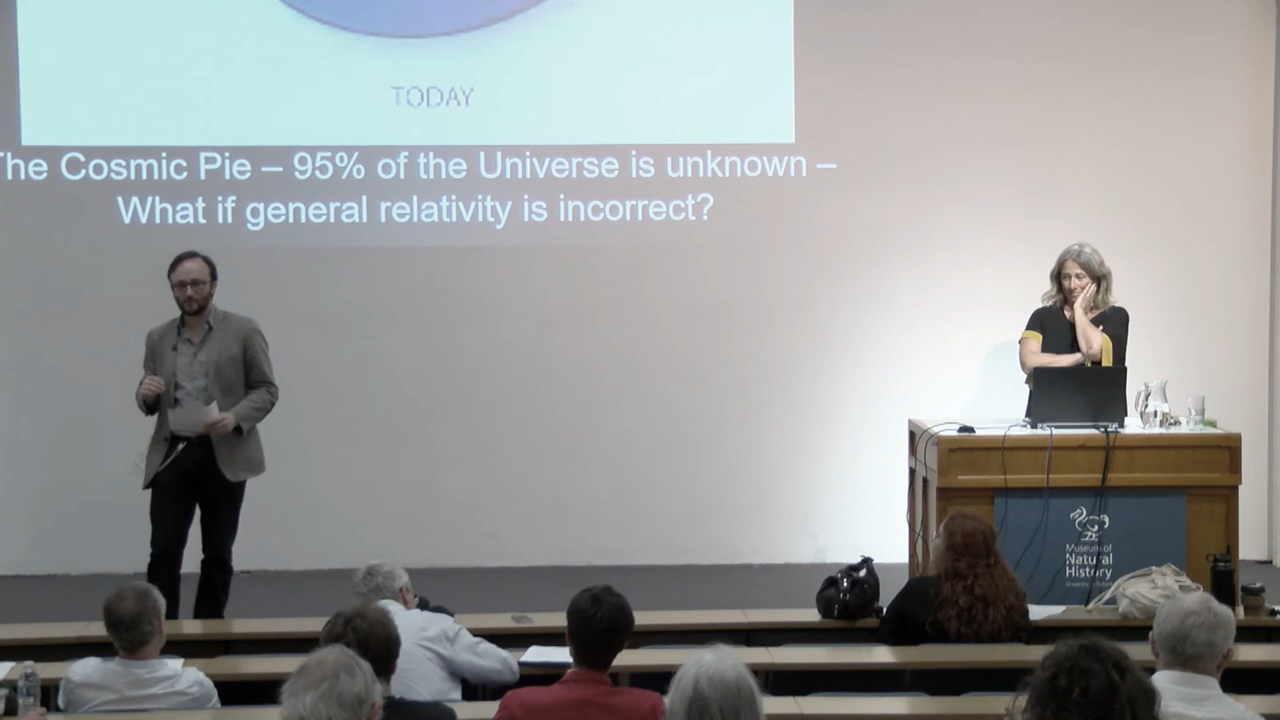 TODAY
The Cosmic Pie – 95% of the Universe is unknown –
What if general relativity is incorrect?
Museum of
Natural
History